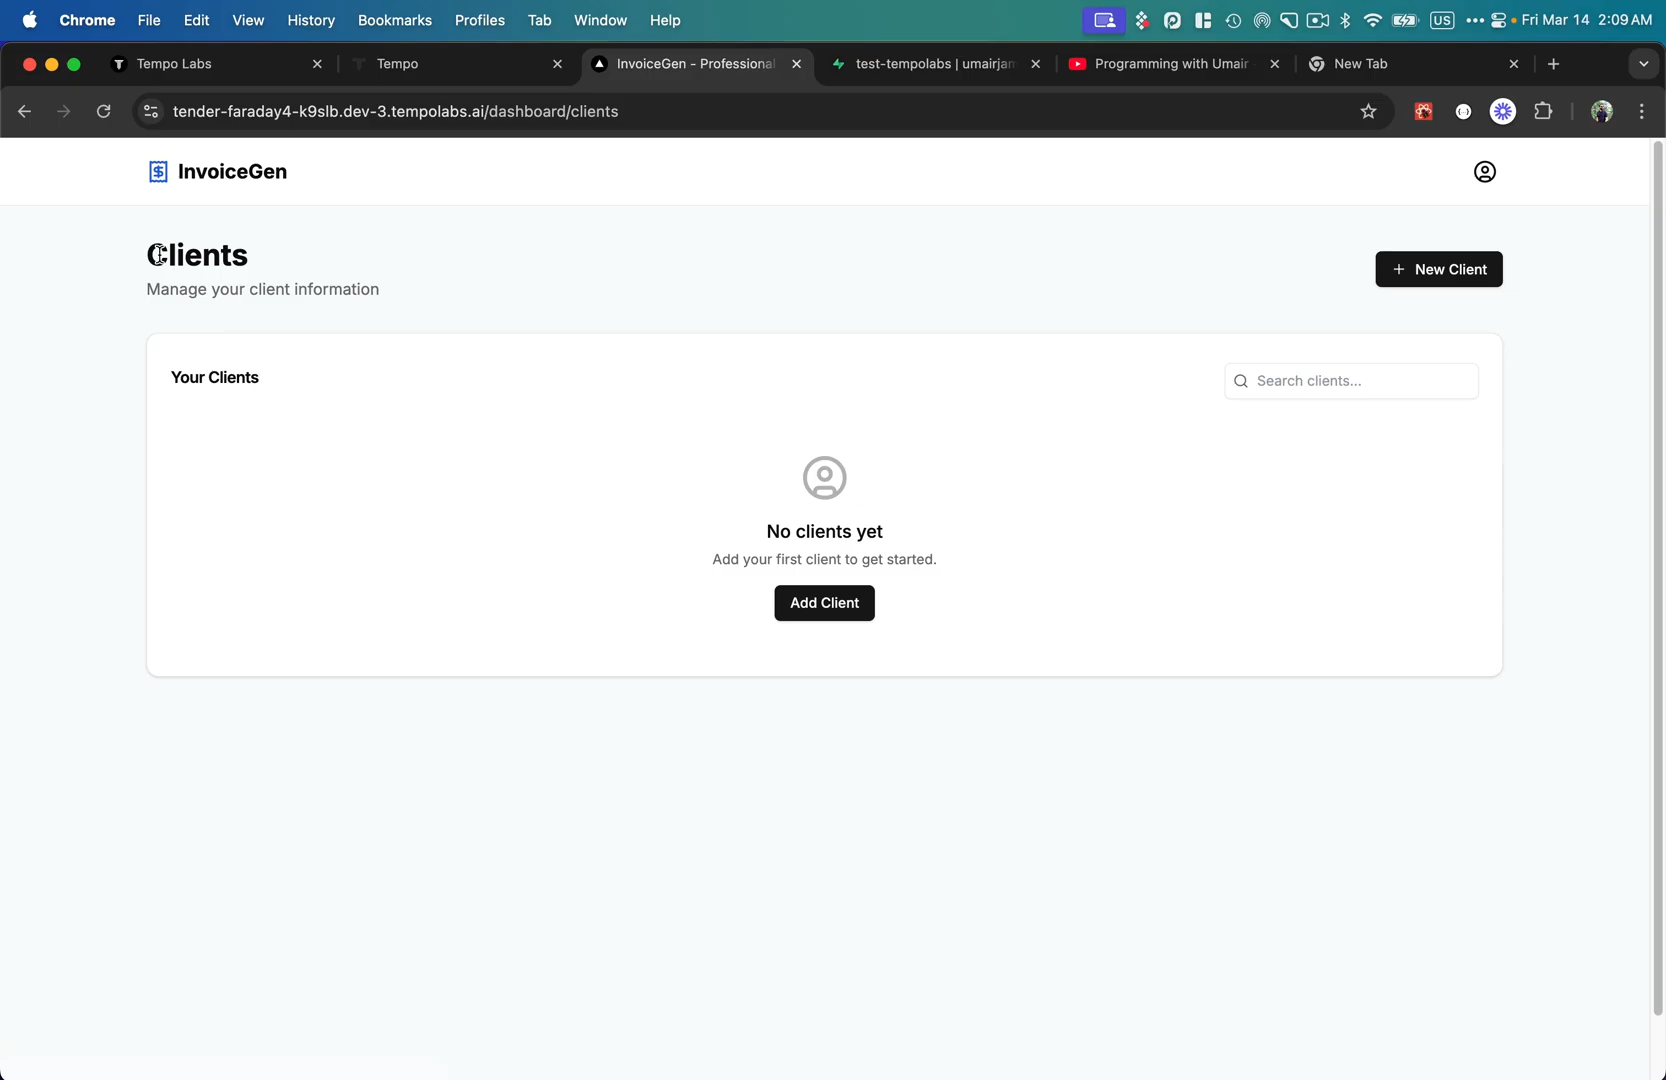 Chrome File Edit View History Bookmarks Profiles Tab Window Help US Fri Mar 14 2:09 AM
Tempo Labs Tempo InvoiceGen - Professional test-tempolabs | umairjam Programming with Umair New Tab
tender-faraday4-k9slb.dev-3.tempolabs.ai/dashboard/clients
InvoiceGen
Clients
Manage your client information
New Client
Your Clients
Search clients...
No clients yet
Add your first client to get started.
Add Client